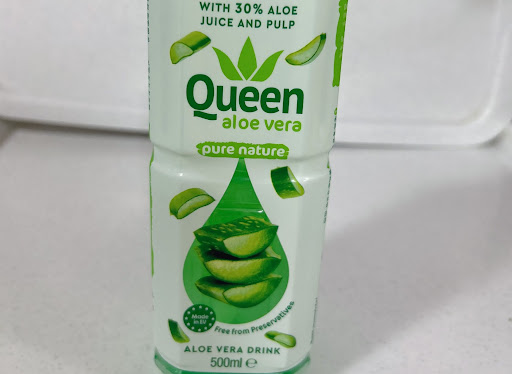 WITH 30% ALOE
JUICE AND PULP
Queen
aloe vera
pure nature
Made
in EU
Free from Preservatives
ALOE VERA DRINK
500ml ℮